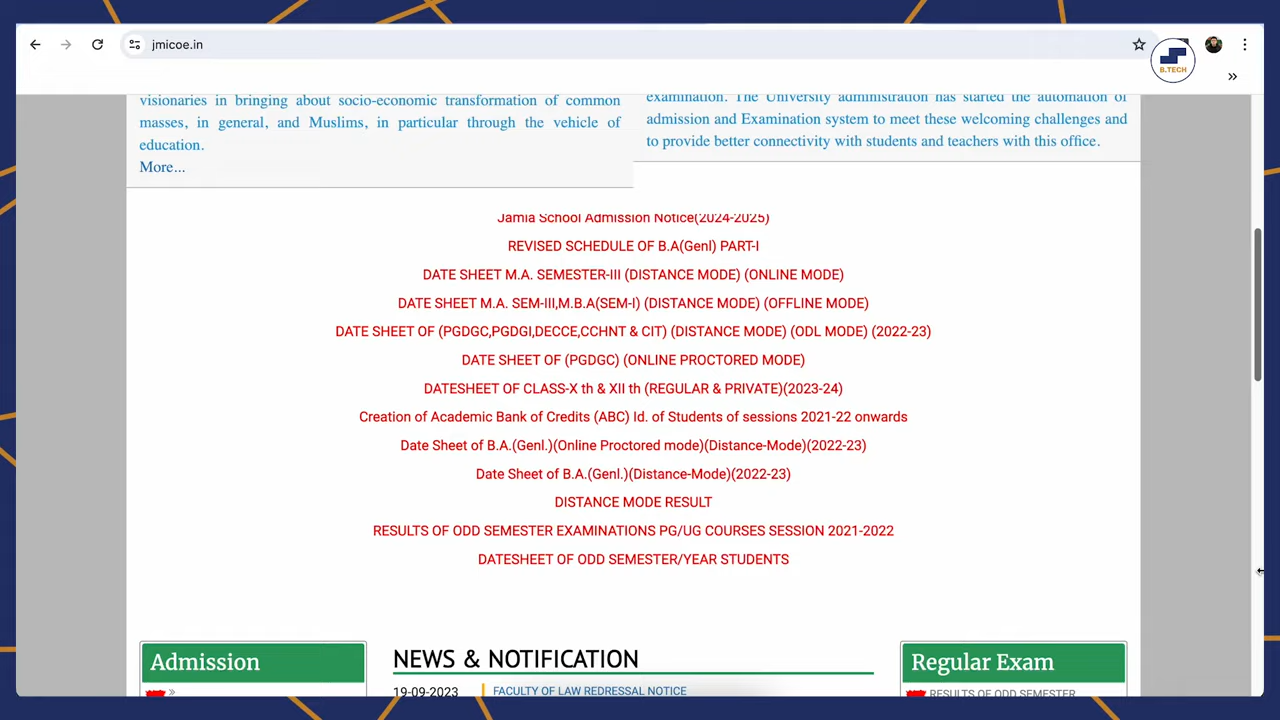 jmicoe.in
B.TECH
visionaries in bringing about socio-economic transformation of common
masses, in general, and Muslims, in particular through the vehicle of
education.
More...
examination. The University administration has started the automation of
admission and Examination system to meet these welcoming challenges and
to provide better connectivity with students and teachers with this office.
Jamia School Admission Notice(2024-2025)
REVISED SCHEDULE OF B.A(Genl) PART-I
DATE SHEET M.A. SEMESTER-III (DISTANCE MODE) (ONLINE MODE)
DATE SHEET M.A. SEM-III,M.B.A(SEM-I) (DISTANCE MODE) (OFFLINE MODE)
DATE SHEET OF (PGDGC,PGDGI,DECCE,CCHNT & CIT) (DISTANCE MODE) (ODL MODE) (2022-23)
DATE SHEET OF (PGDGC) (ONLINE PROCTORED MODE)
DATESHEET OF CLASS-X th & XII th (REGULAR & PRIVATE)(2023-24)
Creation of Academic Bank of Credits (ABC) Id. of Students of sessions 2021-22 onwards
Date Sheet of B.A.(Genl.)(Online Proctored mode)(Distance-Mode)(2022-23)
Date Sheet of B.A.(Genl.)(Distance-Mode)(2022-23)
DISTANCE MODE RESULT
RESULTS OF ODD SEMESTER EXAMINATIONS PG/UG COURSES SESSION 2021-2022
DATESHEET OF ODD SEMESTER/YEAR STUDENTS
Admission
»
NEWS & NOTIFICATION
19-09-2023 FACULTY OF LAW REDRESSAL NOTICE
Regular Exam
RESULTS OF ODD SEMESTER